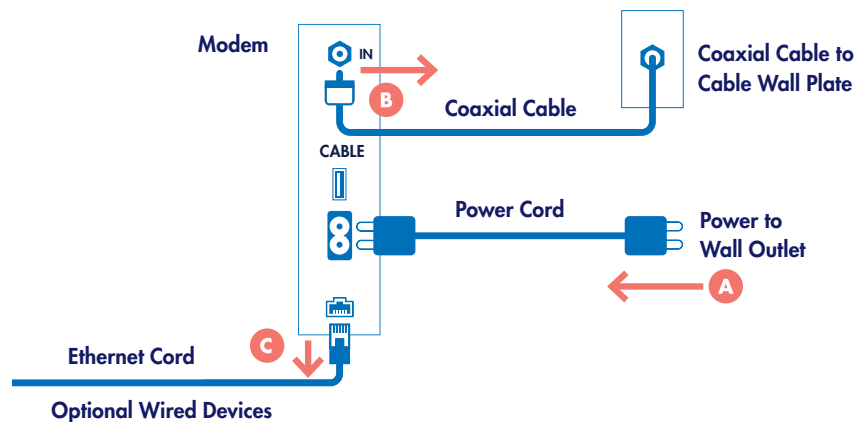 Modem
IN
Coaxial Cable to
Cable Wall Plate
B
Coaxial Cable
CABLE
Power Cord
Power to
Wall Outlet
A
C
Ethernet Cord
Optional Wired Devices